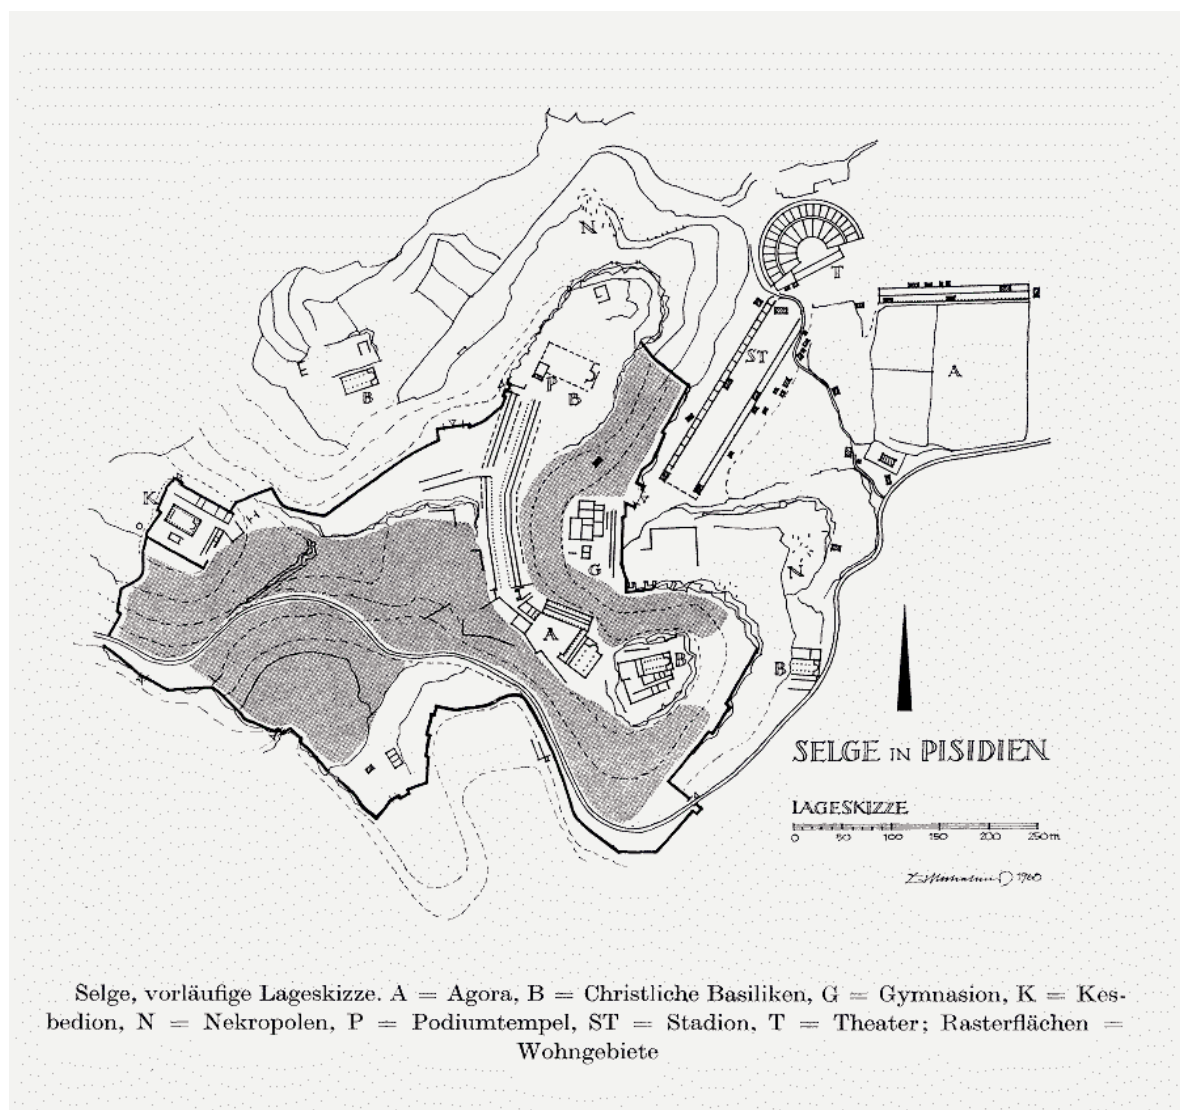 N
T
ST
A
P
B
B
K
G
N
A
B
B
SELGE IN PISIDIEN
LAGESKIZZE
0 50 100 150 200 250 m
1968
Selge, vorläufige Lageskizze. A = Agora, B = Christliche Basiliken, G = Gymnasion, K = Kes-
bedion, N = Nekropolen, P = Podiumtempel, ST = Stadion, T = Theater; Rasterflächen =
Wohngebiete